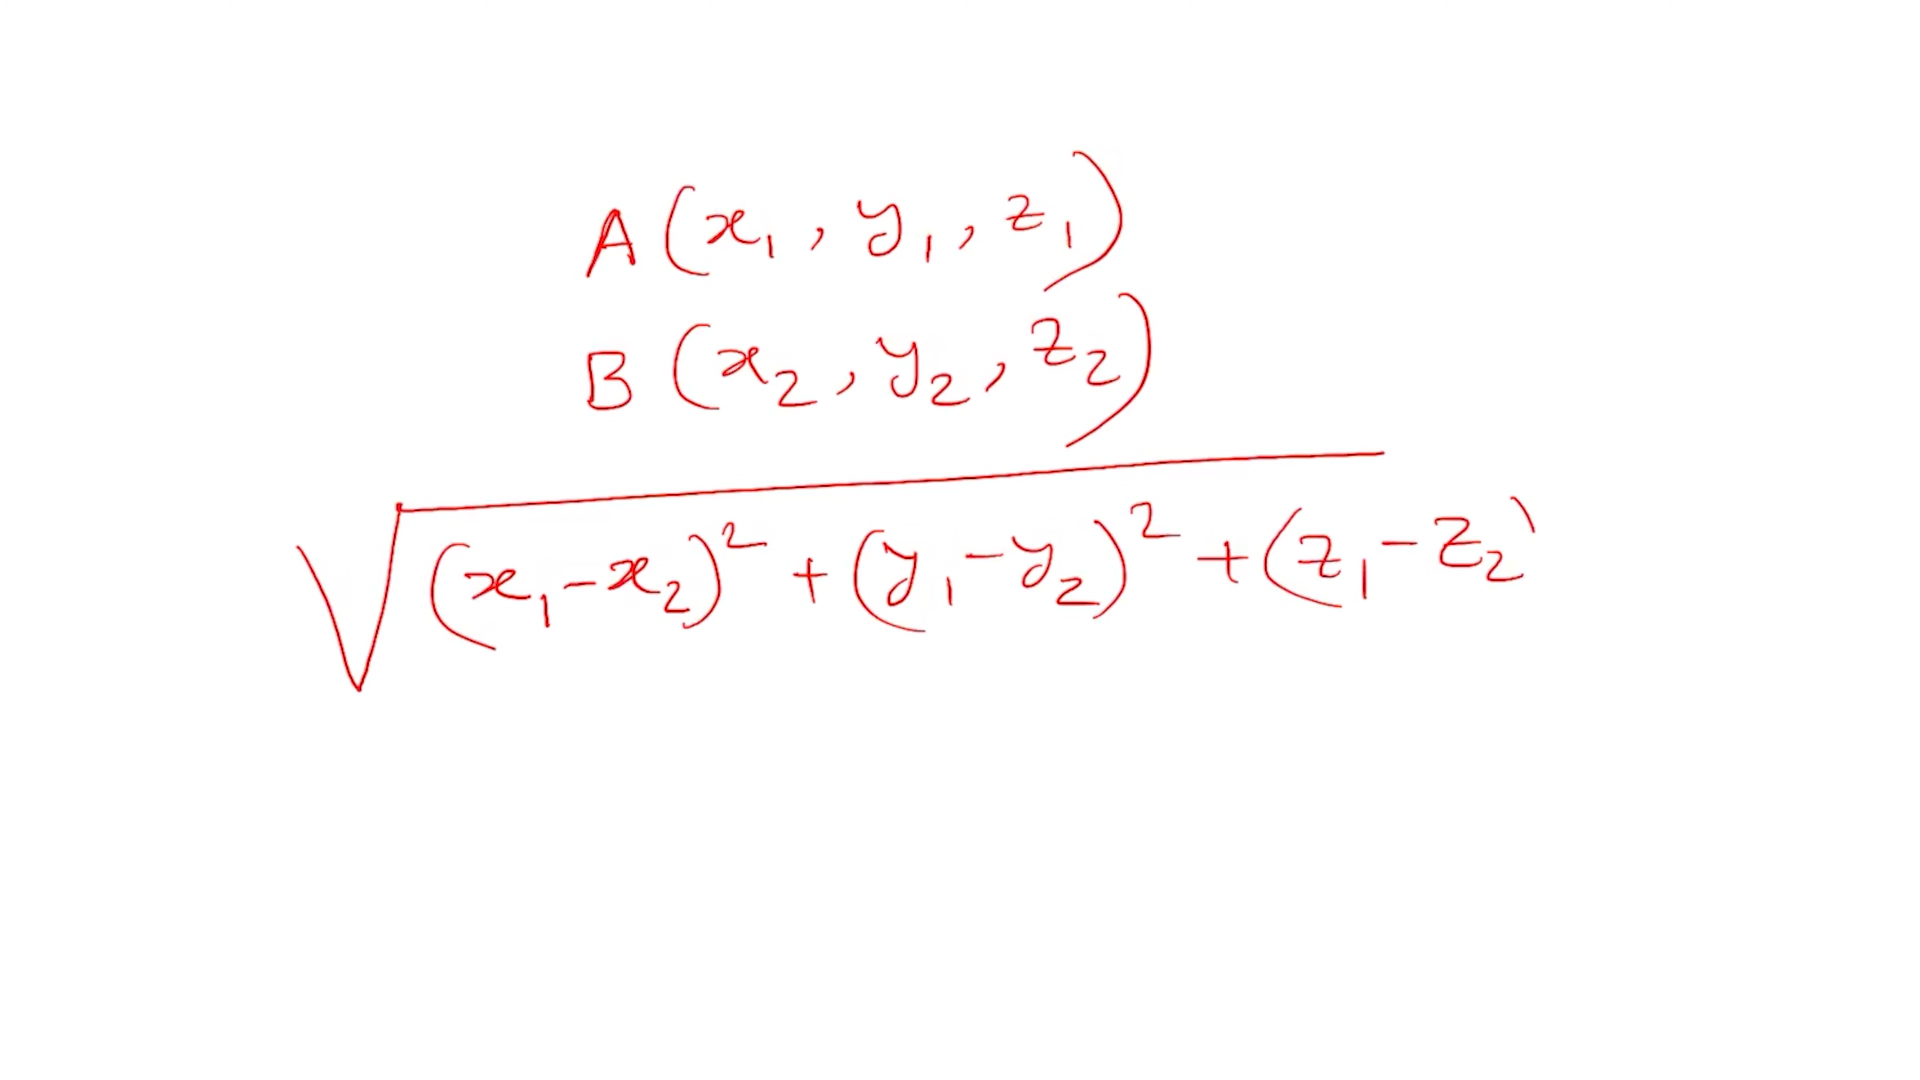 A(x₁, y₁, z₁)
B(x₂, y₂, z₂)
√(x₁-x₂)² + (y₁-y₂)² + (z₁-z₂)